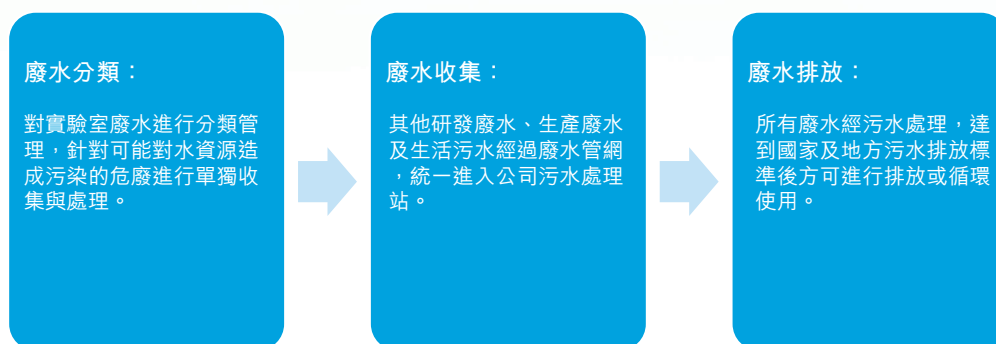 廢水分類：
對實驗室廢水進行分類管
理，針對可能對水資源造
成污染的危廢進行單獨收
集與處理。
廢水收集：
其他研發廢水、生產廢水
及生活污水經過廢水管網
，統一進入公司污水處理
站。
廢水排放：
所有廢水經污水處理，達
到國家及地方污水排放標
準後方可進行排放或循環
使用。